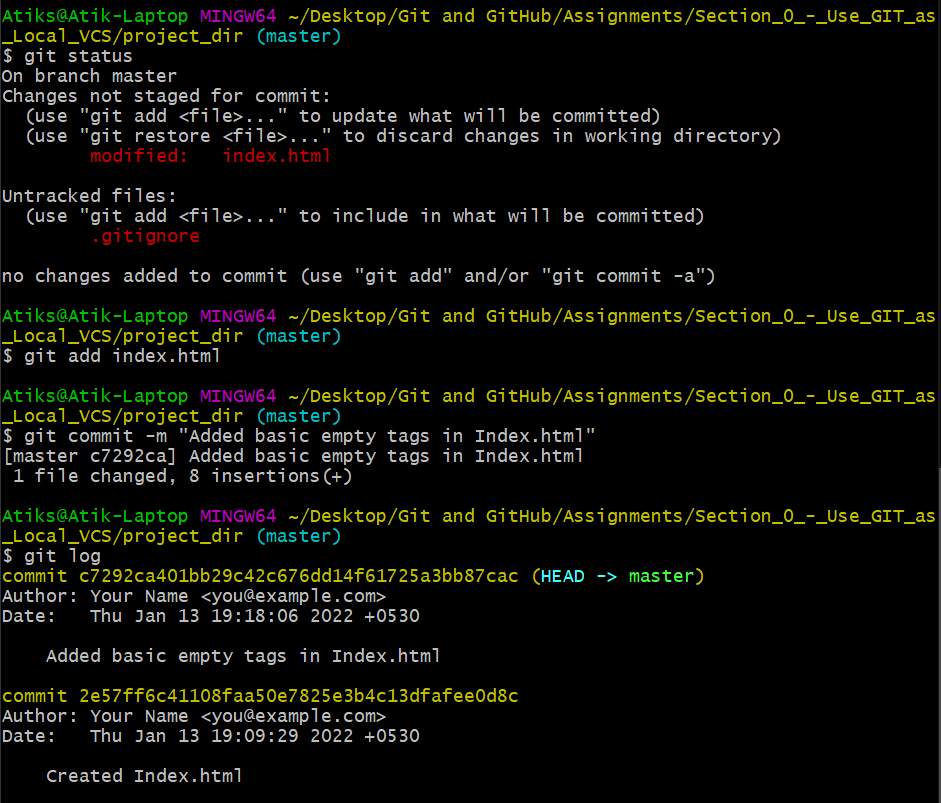 Atiks@Atik-Laptop MINGW64 ~/Desktop/Git and GitHub/Assignments/Section_0_-_Use_GIT_as
_Local_VCS/project_dir (master)
$ git status
On branch master
Changes not staged for commit:
  (use "git add <file>..." to update what will be committed)
  (use "git restore <file>..." to discard changes in working directory)
        modified:   index.html

Untracked files:
  (use "git add <file>..." to include in what will be committed)
        .gitignore

no changes added to commit (use "git add" and/or "git commit -a")

Atiks@Atik-Laptop MINGW64 ~/Desktop/Git and GitHub/Assignments/Section_0_-_Use_GIT_as
_Local_VCS/project_dir (master)
$ git add index.html

Atiks@Atik-Laptop MINGW64 ~/Desktop/Git and GitHub/Assignments/Section_0_-_Use_GIT_as
_Local_VCS/project_dir (master)
$ git commit -m "Added basic empty tags in Index.html"
[master c7292ca] Added basic empty tags in Index.html
 1 file changed, 8 insertions(+)

Atiks@Atik-Laptop MINGW64 ~/Desktop/Git and GitHub/Assignments/Section_0_-_Use_GIT_as
_Local_VCS/project_dir (master)
$ git log
commit c7292ca401bb29c42c676dd14f61725a3bb87cac (HEAD -> master)
Author: Your Name <you@example.com>
Date:   Thu Jan 13 19:18:06 2022 +0530

    Added basic empty tags in Index.html

commit 2e57ff6c41108faa50e7825e3b4c13dfafee0d8c
Author: Your Name <you@example.com>
Date:   Thu Jan 13 19:09:29 2022 +0530

    Created Index.html